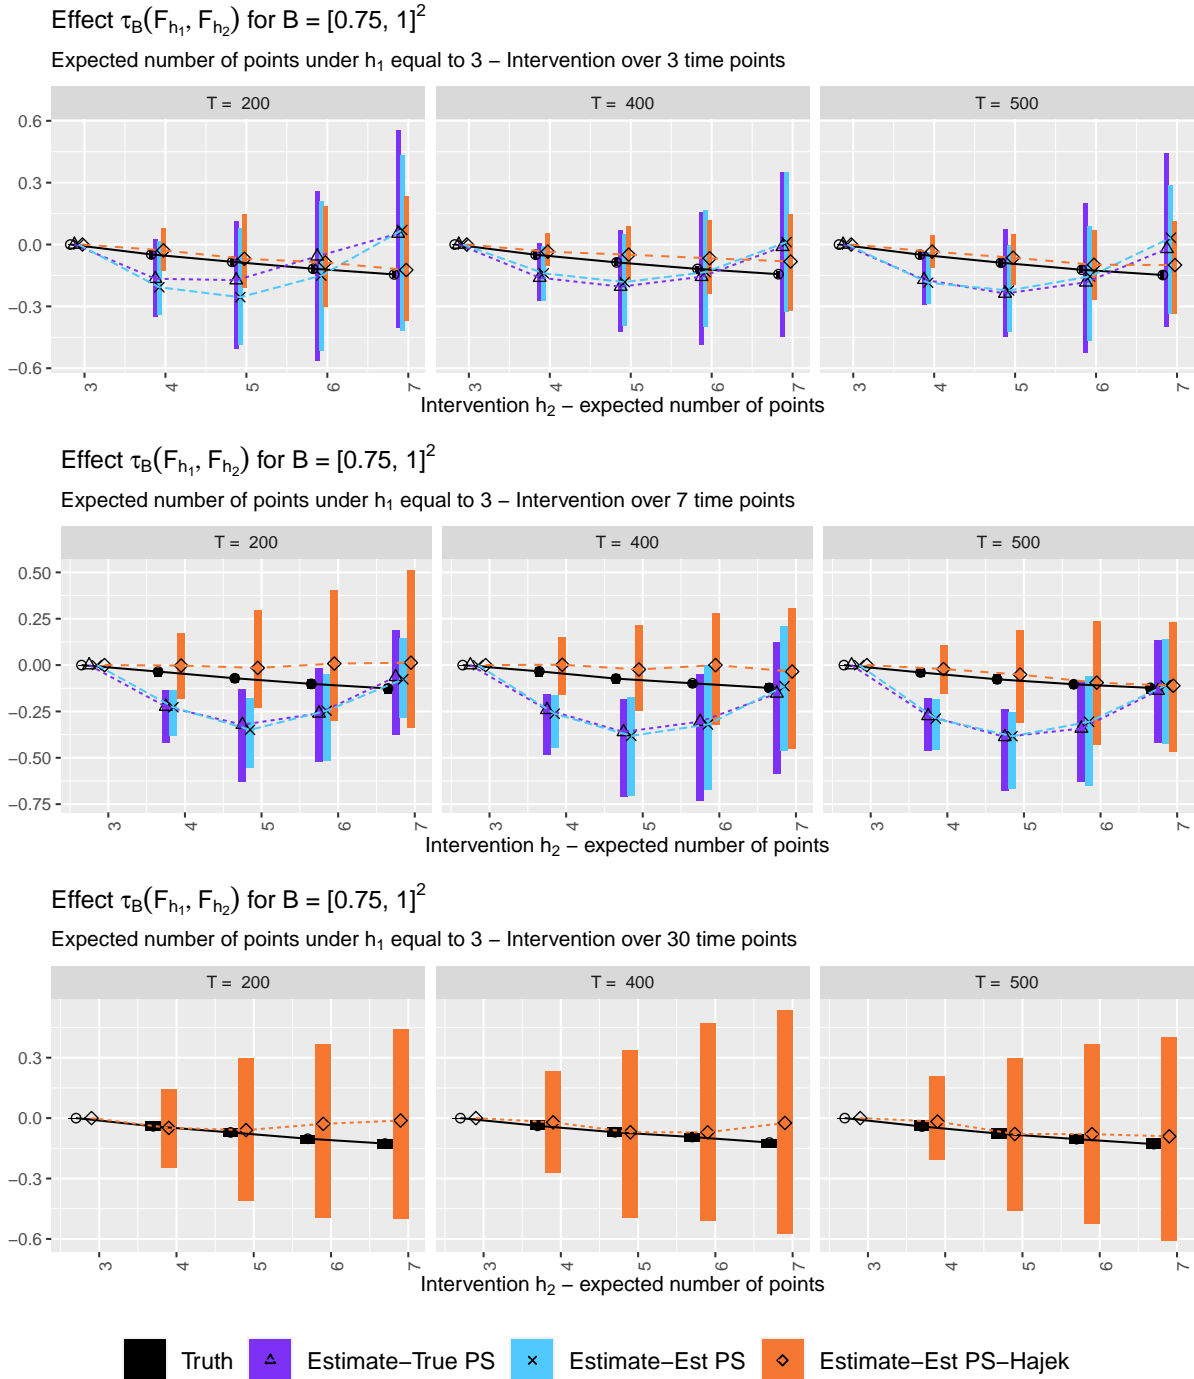 Effect τ_B(F_h₁, F_h₂) for B = [0.75, 1]²
Expected number of points under h₁ equal to 3 − Intervention over 3 time points
T = 200
T = 400
T = 500
0.6
0.3
0.0
−0.3
−0.6
3 4 5 6 7
3 4 5 6 7
3 4 5 6 7
Intervention h₂ − expected number of points
Effect τ_B(F_h₁, F_h₂) for B = [0.75, 1]²
Expected number of points under h₁ equal to 3 − Intervention over 7 time points
T = 200
T = 400
T = 500
0.50
0.25
0.00
−0.25
−0.50
−0.75
3 4 5 6 7
3 4 5 6 7
3 4 5 6 7
Intervention h₂ − expected number of points
Effect τ_B(F_h₁, F_h₂) for B = [0.75, 1]²
Expected number of points under h₁ equal to 3 − Intervention over 30 time points
T = 200
T = 400
T = 500
0.3
0.0
−0.3
−0.6
3 4 5 6 7
3 4 5 6 7
3 4 5 6 7
Intervention h₂ − expected number of points
Truth
Estimate−True PS
Estimate−Est PS
Estimate−Est PS−Hajek